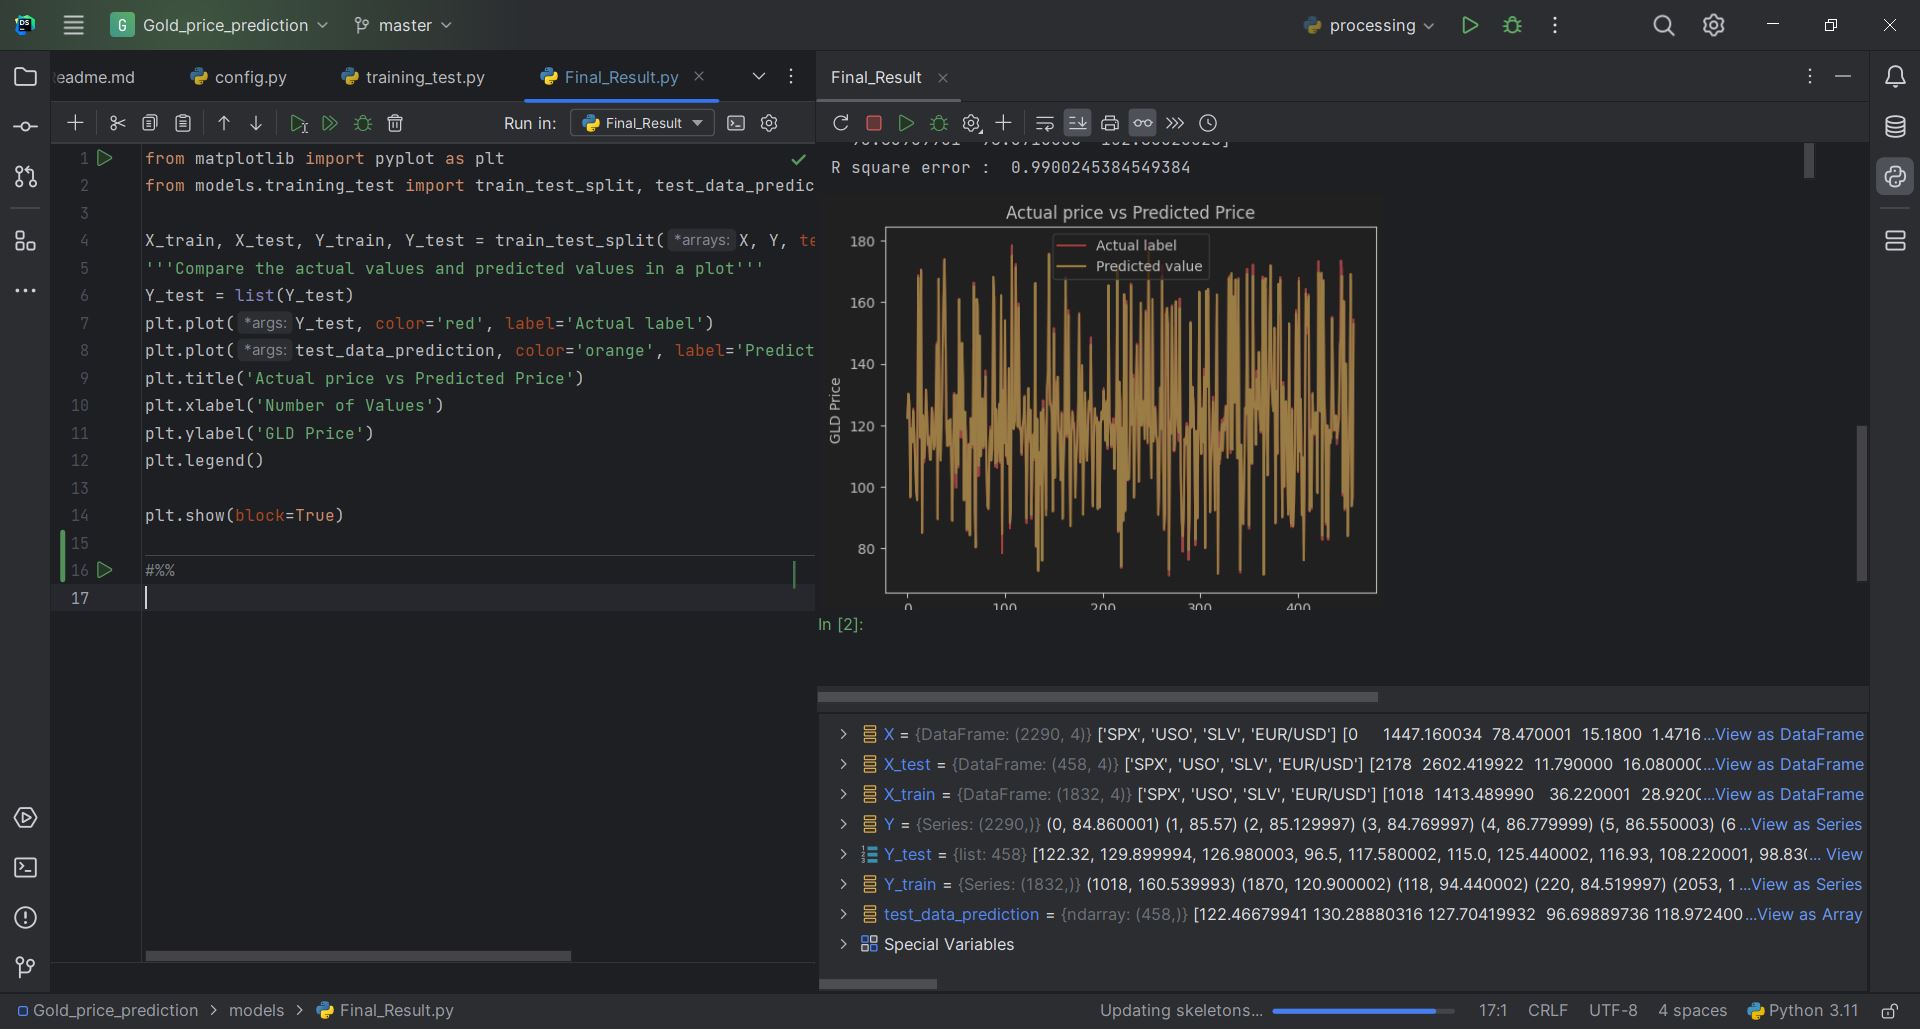 DS
G Gold_price_prediction master processing
eadme.md config.py training_test.py Final_Result.py
Final_Result
Run in: Final_Result
1 from matplotlib import pyplot as plt
2 from models.training_test import train_test_split, test_data_predic
3
4 X_train, X_test, Y_train, Y_test = train_test_split( *arrays: X, Y, te
5 '''Compare the actual values and predicted values in a plot'''
6 Y_test = list(Y_test)
7 plt.plot( *args: Y_test, color='red', label='Actual label')
8 plt.plot( *args: test_data_prediction, color='orange', label='Predict
9 plt.title('Actual price vs Predicted Price')
10 plt.xlabel('Number of Values')
11 plt.ylabel('GLD Price')
12 plt.legend()
13
14 plt.show(block=True)
15
16 #%%
17
R square error : 0.9900245384549384
Actual price vs Predicted Price
Actual label
Predicted value
GLD Price
180
160
140
120
100
80
0 100 200 300 400
In [2]:
X = {DataFrame: (2290, 4)} ['SPX', 'USO', 'SLV', 'EUR/USD'] [0 1447.160034 78.470001 15.1800 1.4716 ...View as DataFrame
X_test = {DataFrame: (458, 4)} ['SPX', 'USO', 'SLV', 'EUR/USD'] [2178 2602.419922 11.790000 16.08000( ...View as DataFrame
X_train = {DataFrame: (1832, 4)} ['SPX', 'USO', 'SLV', 'EUR/USD'] [1018 1413.489990 36.220001 28.920( ...View as DataFrame
Y = {Series: (2290,)} (0, 84.860001) (1, 85.57) (2, 85.129997) (3, 84.769997) (4, 86.779999) (5, 86.550003) (6 ...View as Series
Y_test = {list: 458} [122.32, 129.899994, 126.980003, 96.5, 117.580002, 115.0, 125.440002, 116.93, 108.220001, 98.83( ... View
Y_train = {Series: (1832,)} (1018, 160.539993) (1870, 120.900002) (118, 94.440002) (220, 84.519997) (2053, 1 ...View as Series
test_data_prediction = {ndarray: (458,)} [122.46679941 130.28880316 127.70419932 96.69889736 118.972400 ...View as Array
Special Variables
Gold_price_prediction > models > Final_Result.py
Updating skeletons... 17:1 CRLF UTF-8 4 spaces Python 3.11